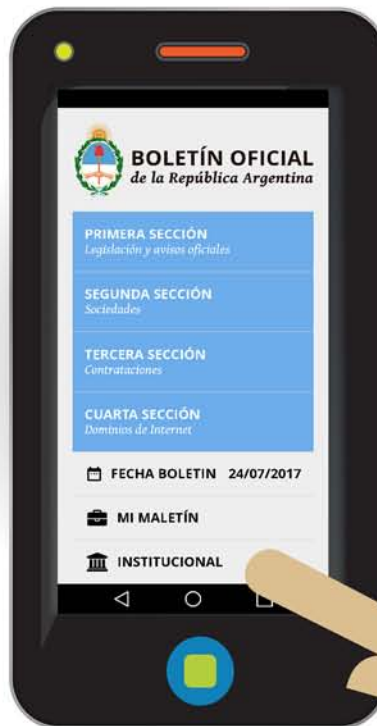 BOLETÍN OFICIAL
de la República Argentina
PRIMERA SECCIÓN
Legislación y avisos oficiales
SEGUNDA SECCIÓN
Sociedades
TERCERA SECCIÓN
Contrataciones
CUARTA SECCIÓN
Dominios de Internet
FECHA BOLETIN 24/07/2017
MI MALETÍN
INSTITUCIONAL